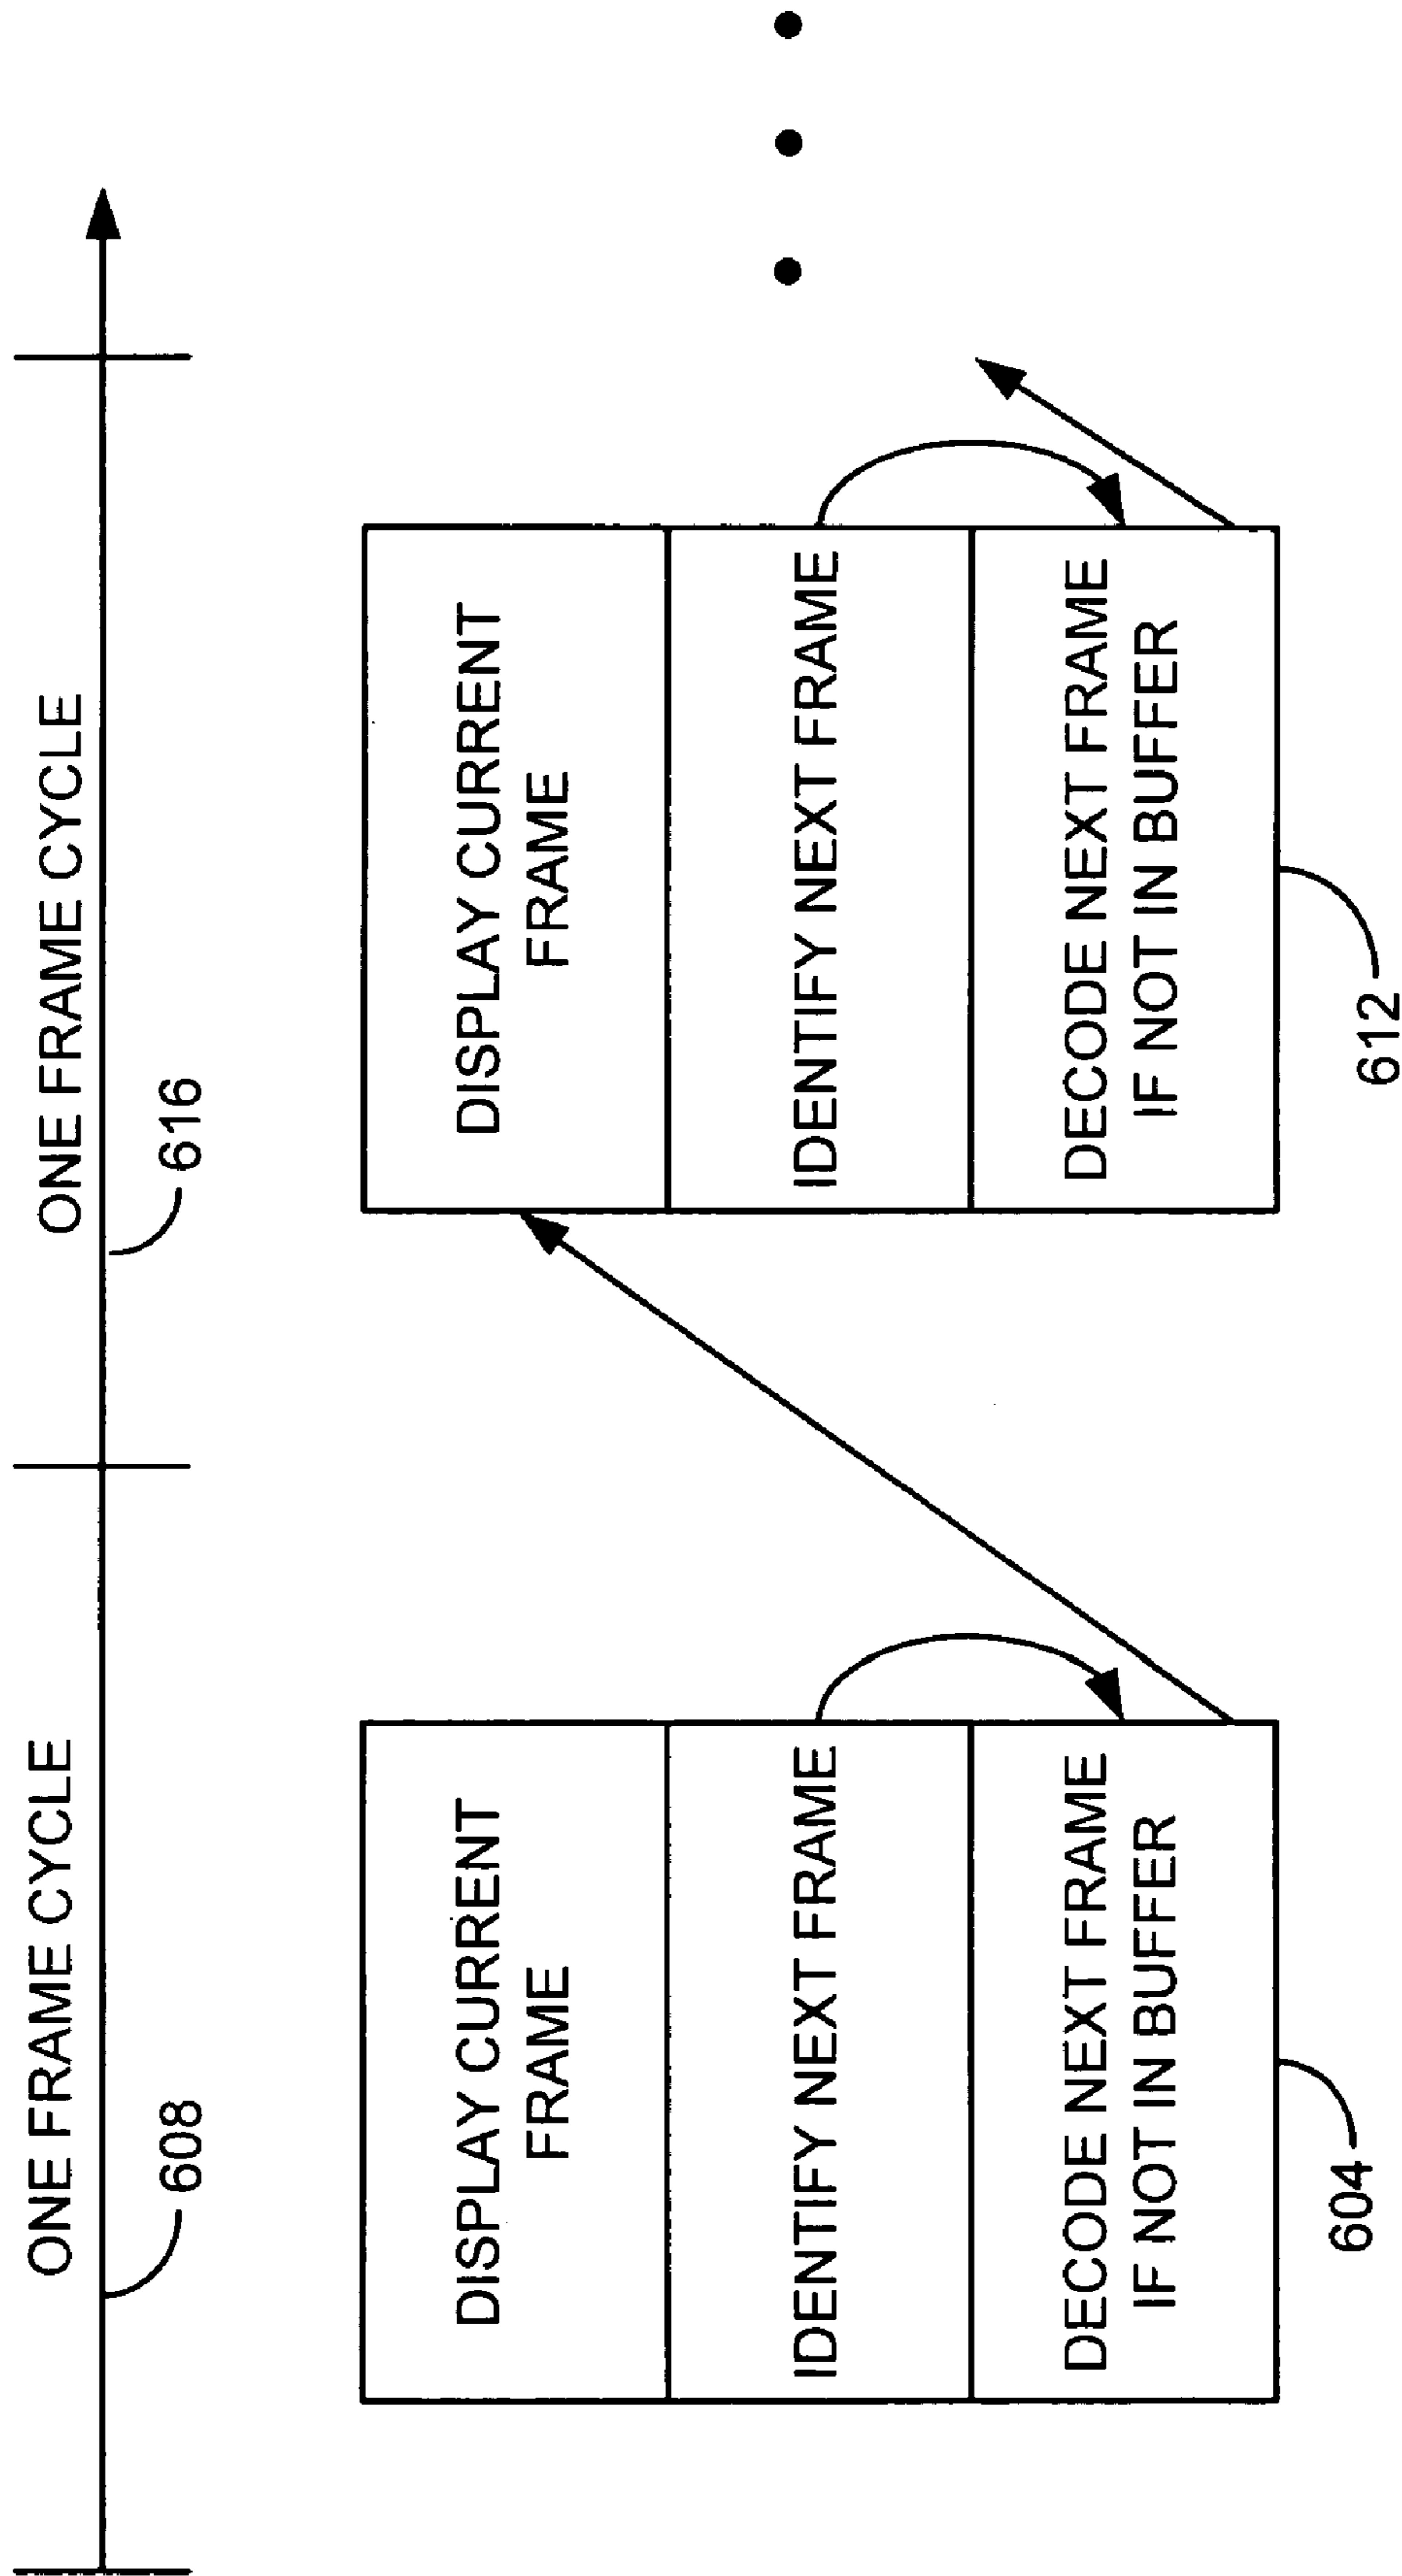 ONE FRAME CYCLE
ONE FRAME CYCLE
608
616
DISPLAY CURRENT
FRAME
IDENTIFY NEXT FRAME
DECODE NEXT FRAME
IF NOT IN BUFFER
604
DISPLAY CURRENT
FRAME
IDENTIFY NEXT FRAME
DECODE NEXT FRAME
IF NOT IN BUFFER
612